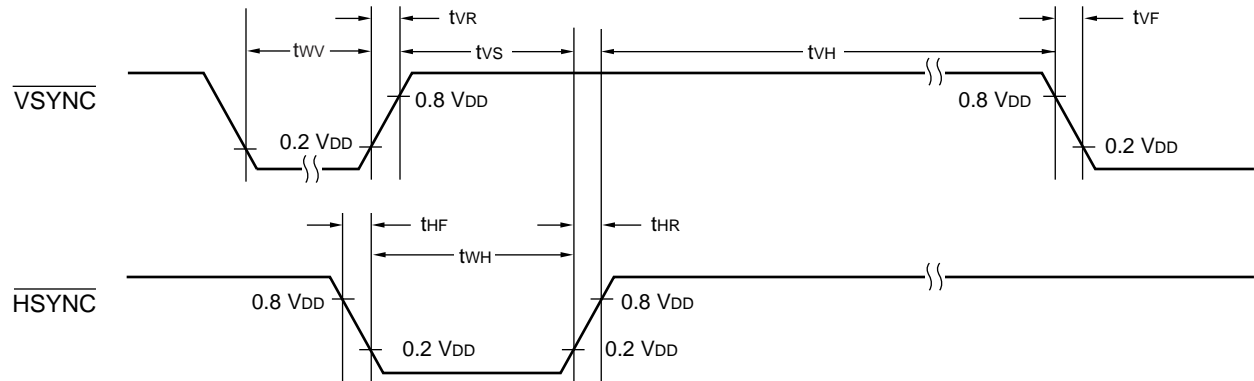 tVR
tVF
tWV
tVS
tVH
VSYNC
0.8 VDD
0.8 VDD
0.2 VDD
0.2 VDD
tHF
tHR
tWH
HSYNC
0.8 VDD
0.8 VDD
0.2 VDD
0.2 VDD